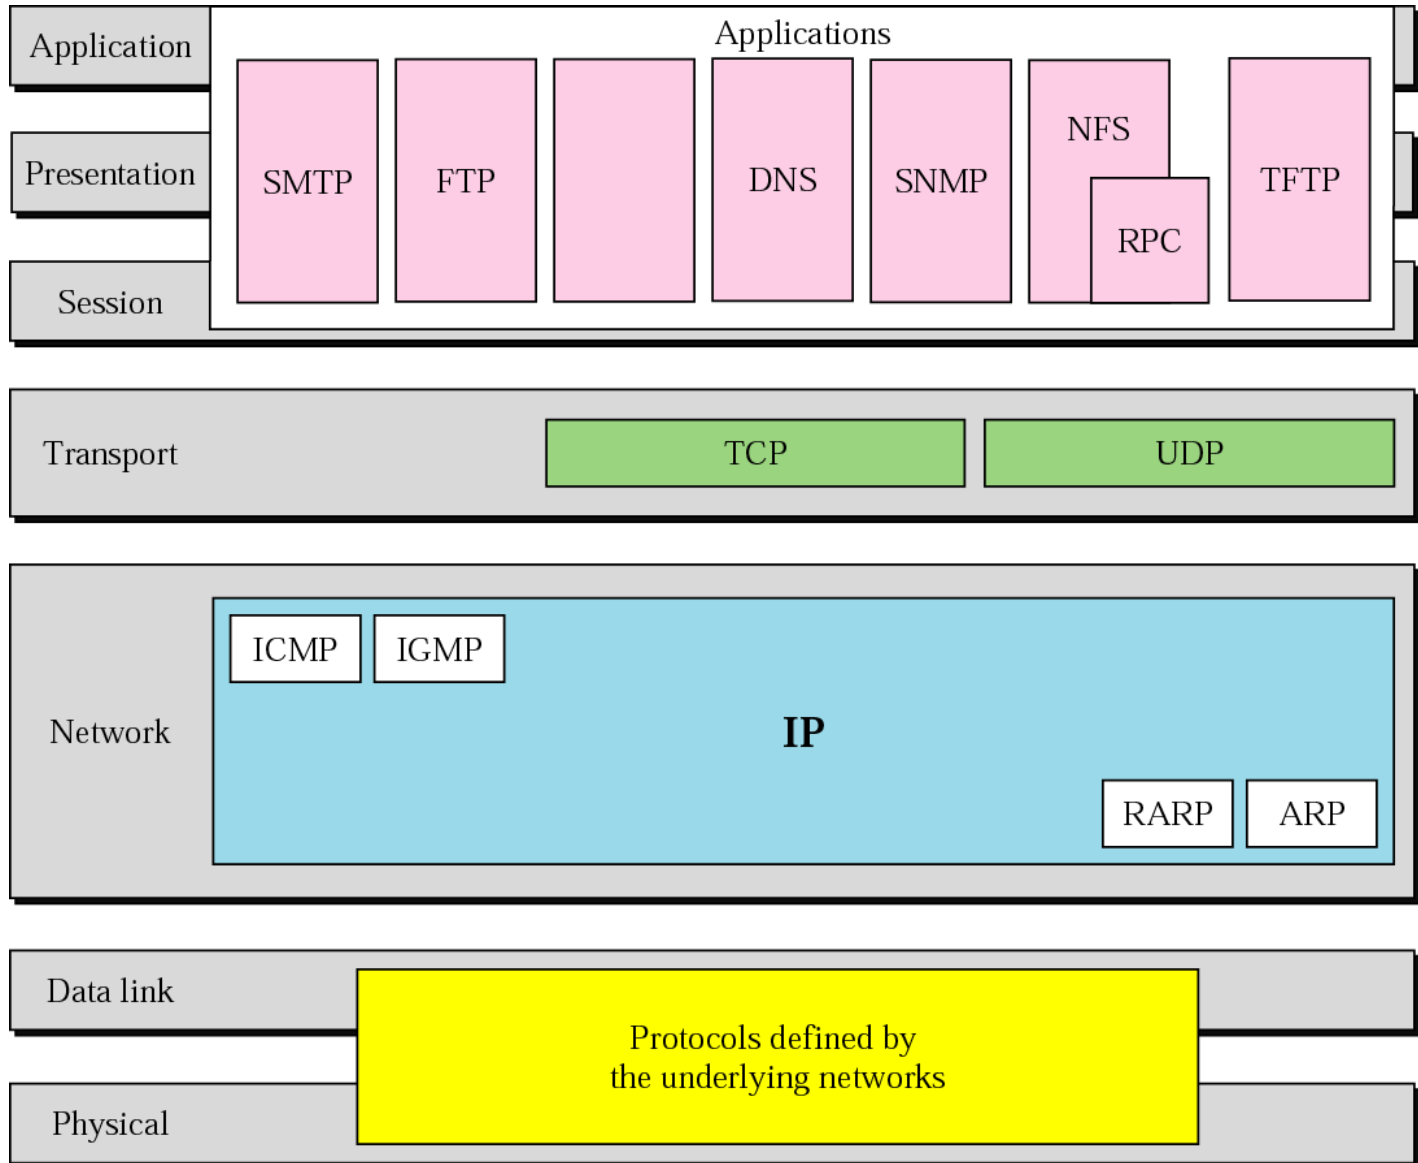 Application
Applications
Presentation
SMTP
FTP
DNS
SNMP
NFS
RPC
TFTP
Session
Transport
TCP
UDP
Network
ICMP
IGMP
IP
RARP
ARP
Data link
Protocols defined by
the underlying networks
Physical